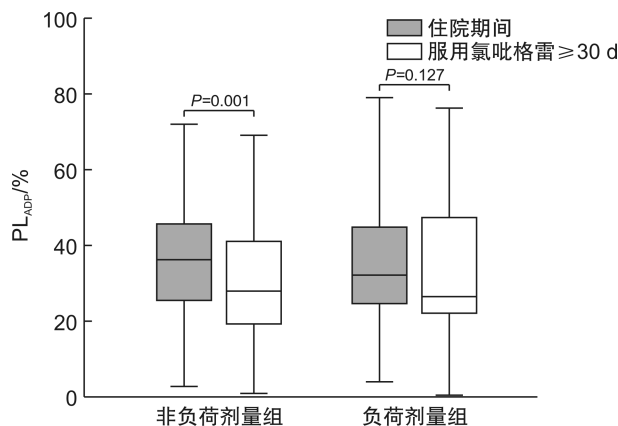 100
住院期间
服用氯吡格雷≥30 d
80
P=0.001
P=0.127
60
PL_ADP/%
40
20
0
非负荷剂量组
负荷剂量组